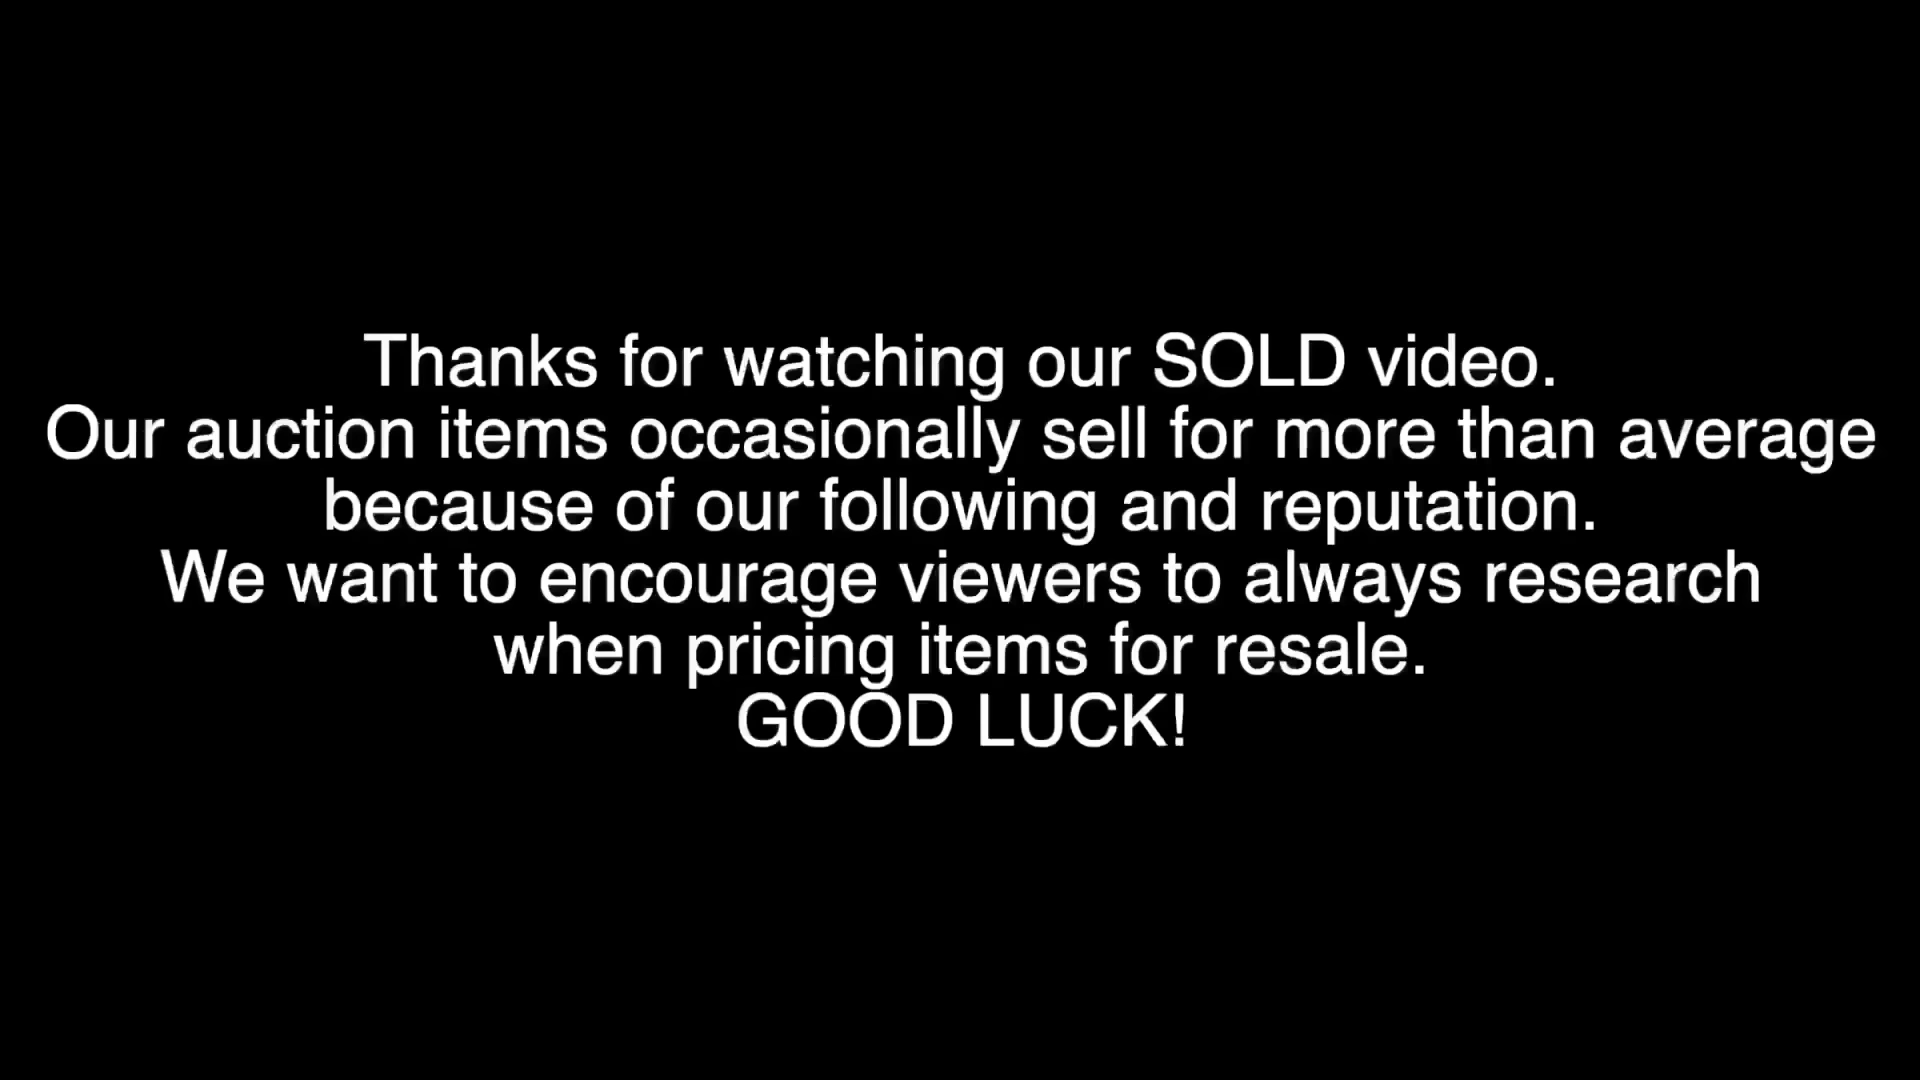 Thanks for watching our SOLD video.
Our auction items occasionally sell for more than average
because of our following and reputation.
We want to encourage viewers to always research
when pricing items for resale.
GOOD LUCK!